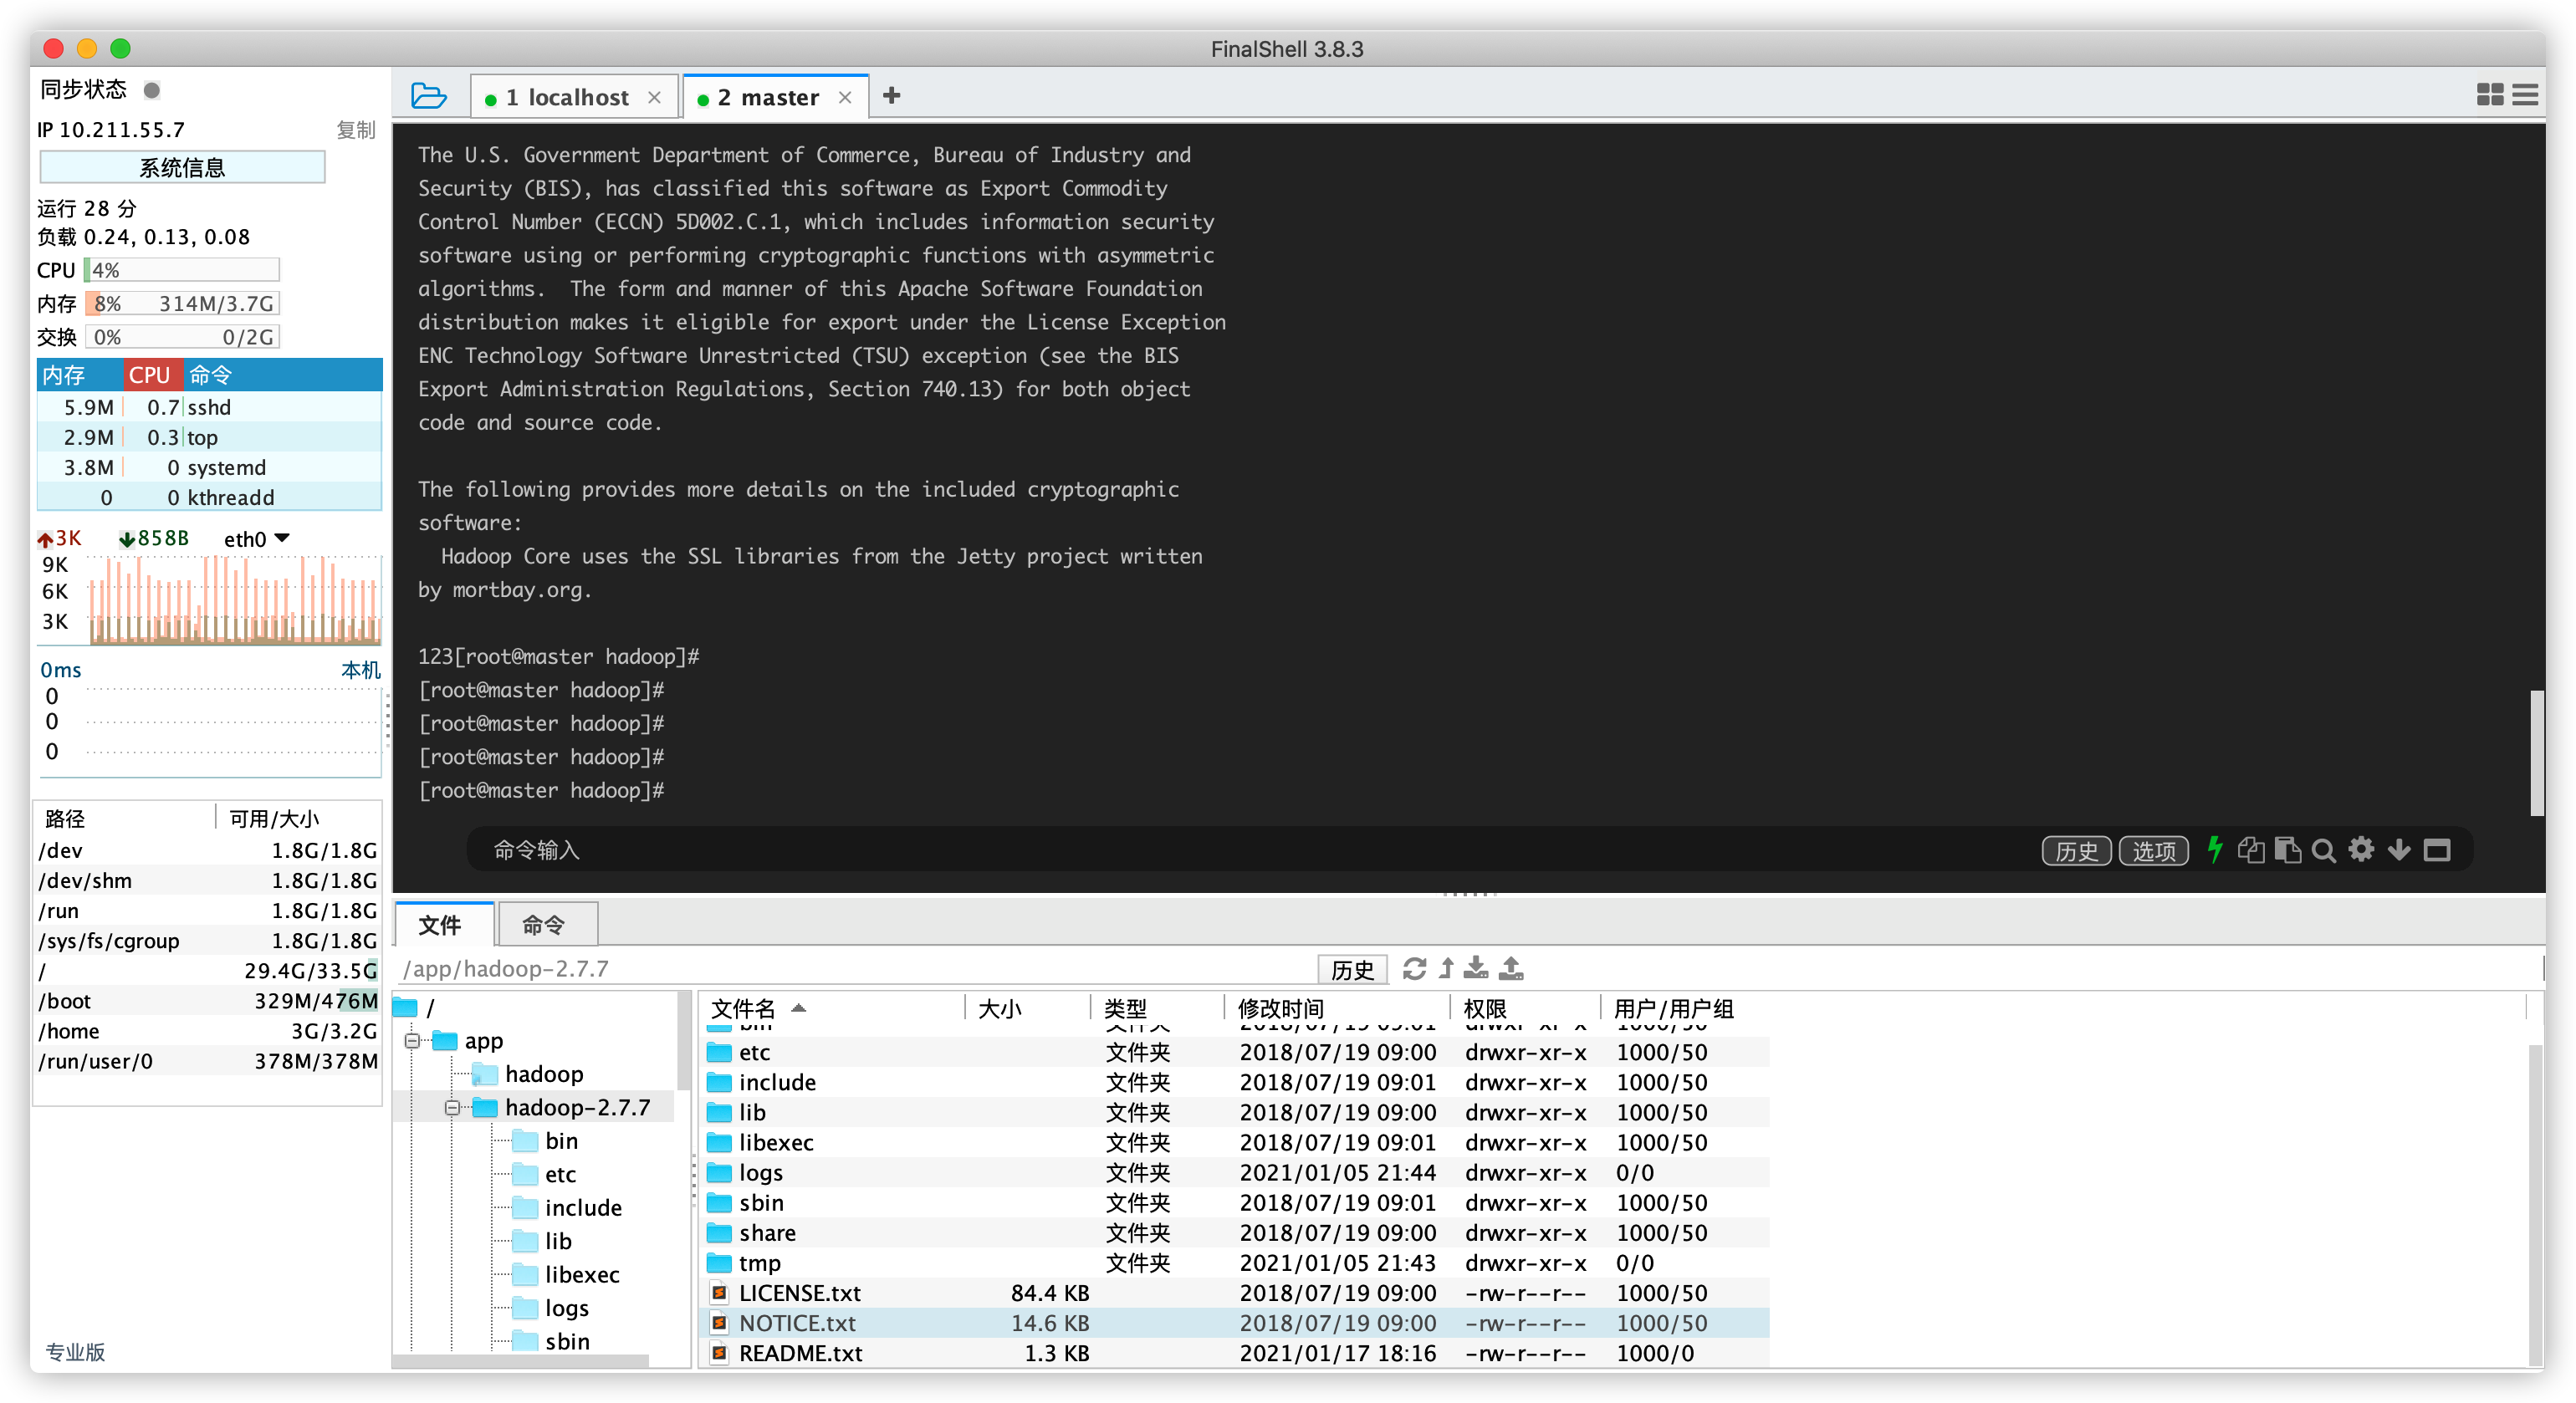 FinalShell 3.8.3
同步状态
IP 10.211.55.7 复制
系统信息
运行 28 分
负载 0.24, 0.13, 0.08
CPU 4%
内存 8% 314M/3.7G
交换 0% 0/2G
内存 CPU 命令
5.9M 0.7 sshd
2.9M 0.3 top
3.8M 0 systemd
0 0 kthreadd
3K 858B eth0
9K
6K
3K
0ms 本机
0
0
0
路径 可用/大小
/dev 1.8G/1.8G
/dev/shm 1.8G/1.8G
/run 1.8G/1.8G
/sys/fs/cgroup 1.8G/1.8G
/ 29.4G/33.5G
/boot 329M/476M
/home 3G/3.2G
/run/user/0 378M/378M
专业版
1 localhost
2 master
The U.S. Government Department of Commerce, Bureau of Industry and
Security (BIS), has classified this software as Export Commodity
Control Number (ECCN) 5D002.C.1, which includes information security
software using or performing cryptographic functions with asymmetric
algorithms.  The form and manner of this Apache Software Foundation
distribution makes it eligible for export under the License Exception
ENC Technology Software Unrestricted (TSU) exception (see the BIS
Export Administration Regulations, Section 740.13) for both object
code and source code.
The following provides more details on the included cryptographic
software:
Hadoop Core uses the SSL libraries from the Jetty project written
by mortbay.org.
123[root@master hadoop]#
[root@master hadoop]#
[root@master hadoop]#
[root@master hadoop]#
[root@master hadoop]#
命令输入 历史 选项
文件 命令
/app/hadoop-2.7.7 历史
/
app
hadoop
hadoop-2.7.7
bin
etc
include
lib
libexec
logs
sbin
文件名 大小 类型 修改时间 权限 用户/用户组
bin 文件夹 2018/07/19 09:01 drwxr-xr-x 1000/50
etc 文件夹 2018/07/19 09:00 drwxr-xr-x 1000/50
include 文件夹 2018/07/19 09:01 drwxr-xr-x 1000/50
lib 文件夹 2018/07/19 09:00 drwxr-xr-x 1000/50
libexec 文件夹 2018/07/19 09:01 drwxr-xr-x 1000/50
logs 文件夹 2021/01/05 21:44 drwxr-xr-x 0/0
sbin 文件夹 2018/07/19 09:01 drwxr-xr-x 1000/50
share 文件夹 2018/07/19 09:00 drwxr-xr-x 1000/50
tmp 文件夹 2021/01/05 21:43 drwxr-xr-x 0/0
LICENSE.txt 84.4 KB 2018/07/19 09:00 -rw-r--r-- 1000/50
NOTICE.txt 14.6 KB 2018/07/19 09:00 -rw-r--r-- 1000/50
README.txt 1.3 KB 2021/01/17 18:16 -rw-r--r-- 1000/0